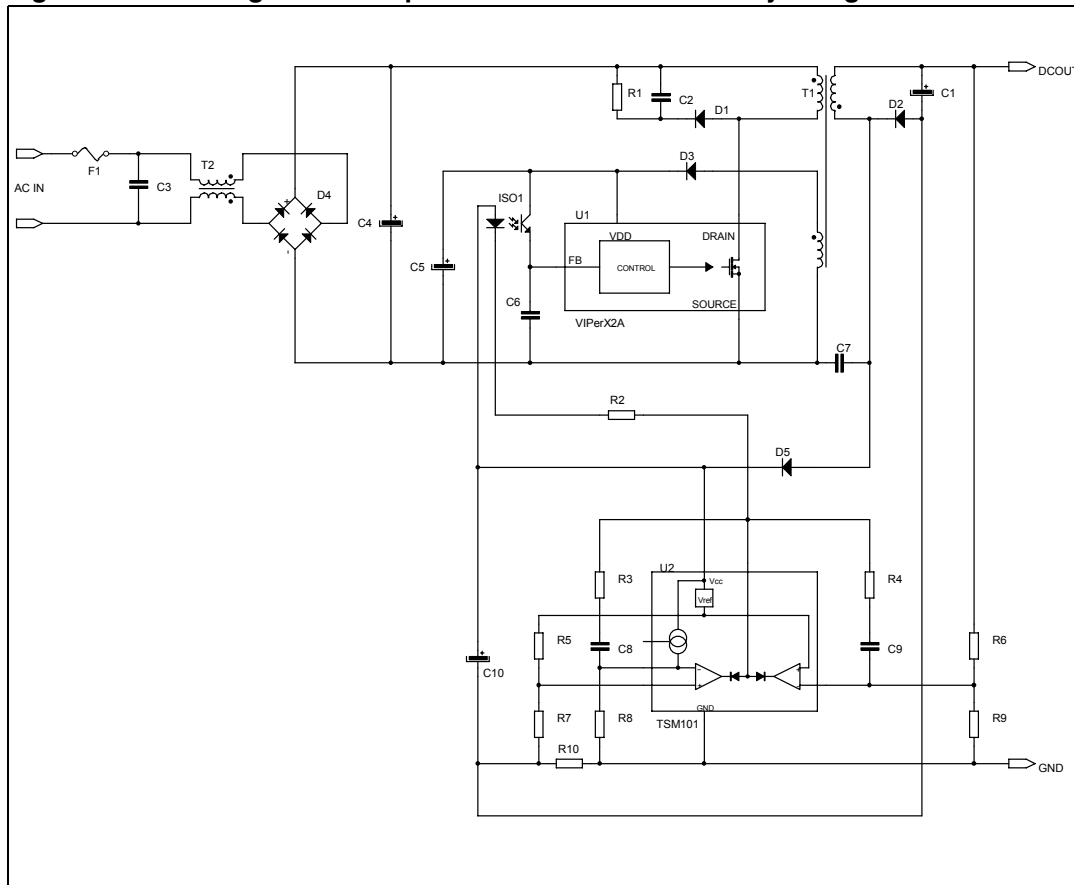 DCOUT
R1
C2
D1
T1
D2
C1
F1
C3
T2
AC IN
D4
D3
ISO1
U1
C4
VDD
DRAIN
C5
FB
CONTROL
C6
SOURCE
VIPerX2A
C7
R2
D5
U2
R3
Vcc
R4
Vref
R5
C8
C9
R6
C10
R7
R8
GND
TSM101
R9
R10
GND